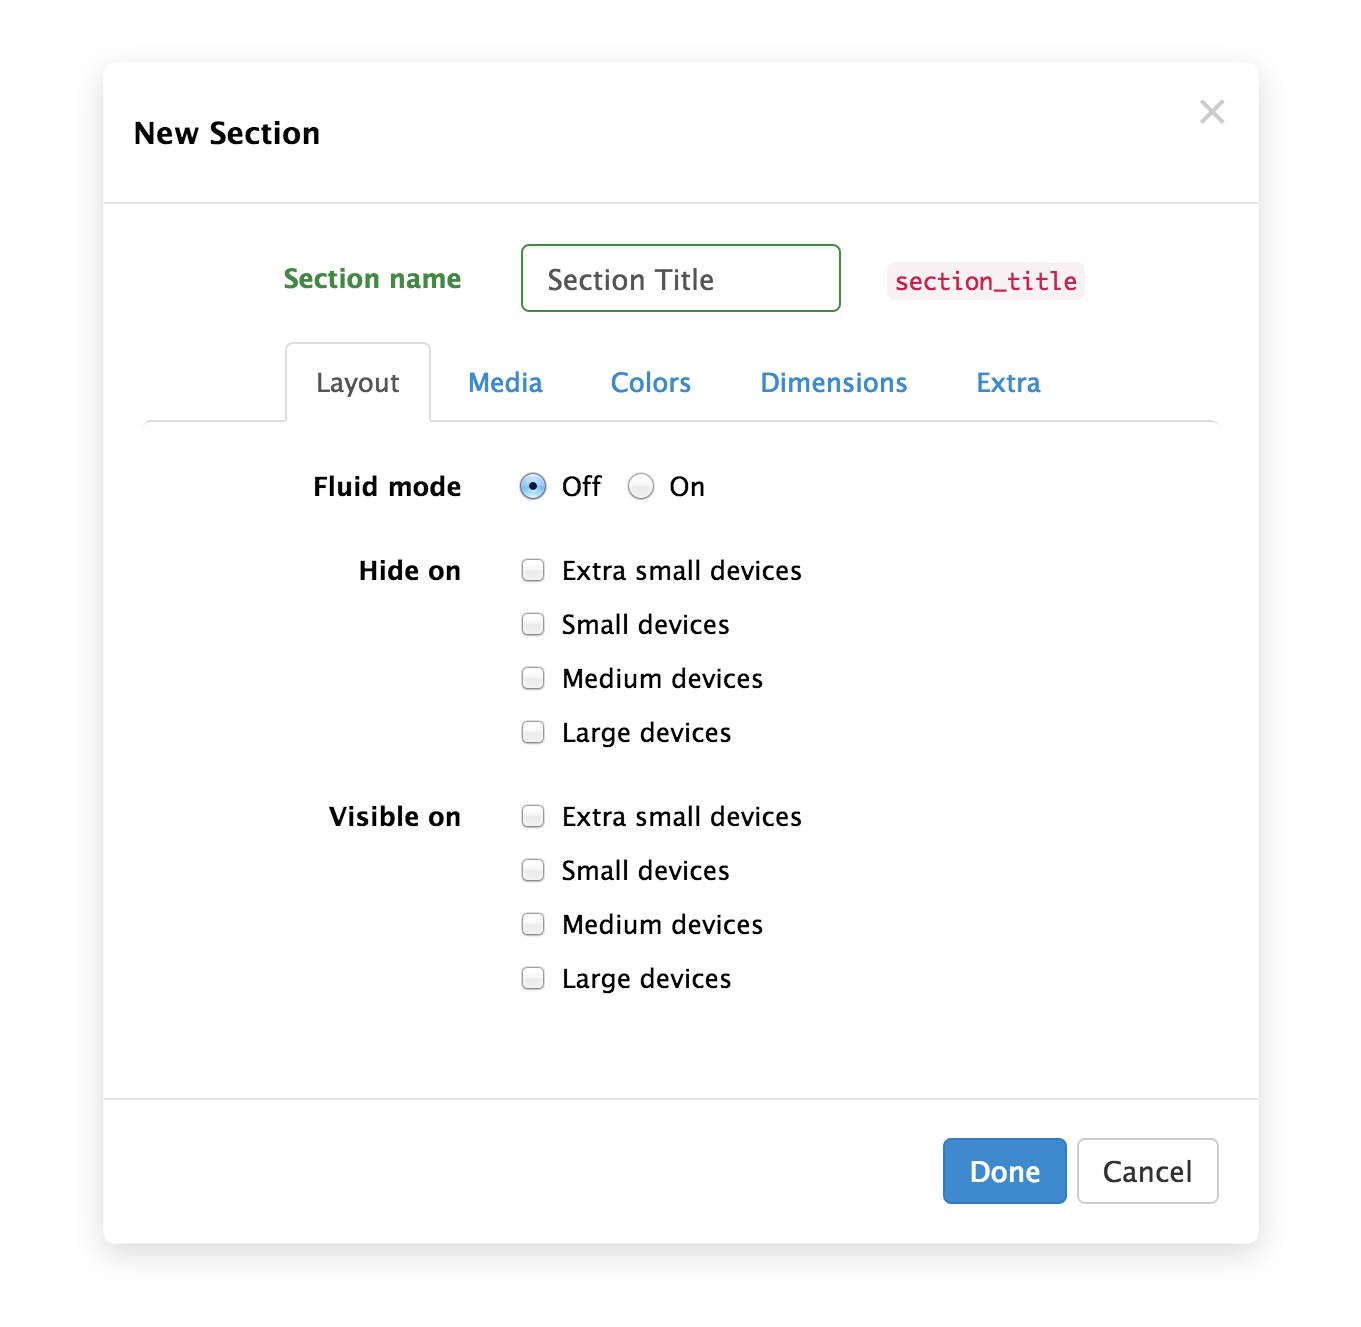 New Section
Section name Section Title section_title
Layout Media Colors Dimensions Extra
Fluid mode Off On
Hide on Extra small devices
Small devices
Medium devices
Large devices
Visible on Extra small devices
Small devices
Medium devices
Large devices
Done Cancel